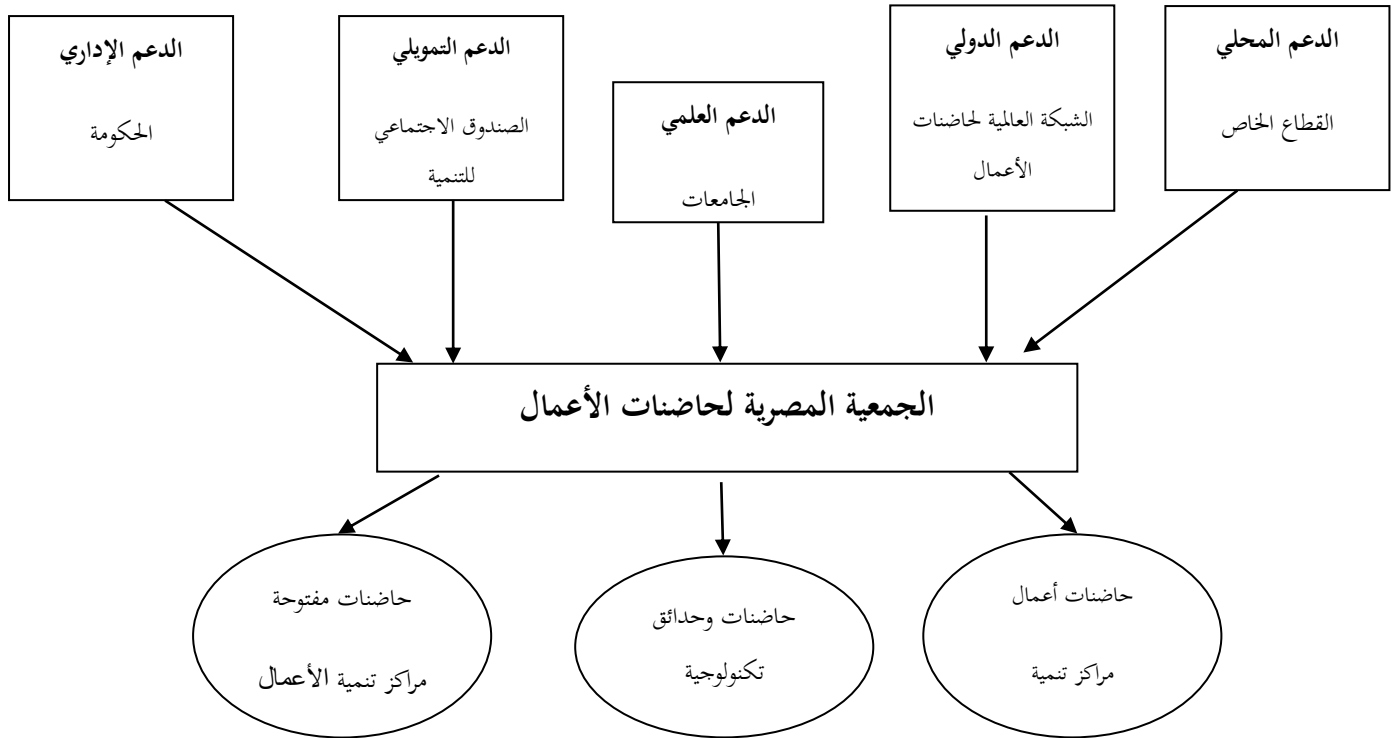 الدعم المحلي
القطاع الخاص
الدعم الدولي
الشبكة العالمية لحاضنات
الأعمال
الدعم العلمي
الجامعات
الدعم التمويلي
الصندوق الاجتماعي
للتنمية
الدعم الإداري
الحكومة
الجمعية المصرية لحاضنات الأعمال
حاضنات أعمال
مراكز تنمية
حاضنات وحدائق
تكنولوجية
حاضنات مفتوحة
مراكز تنمية الأعمال